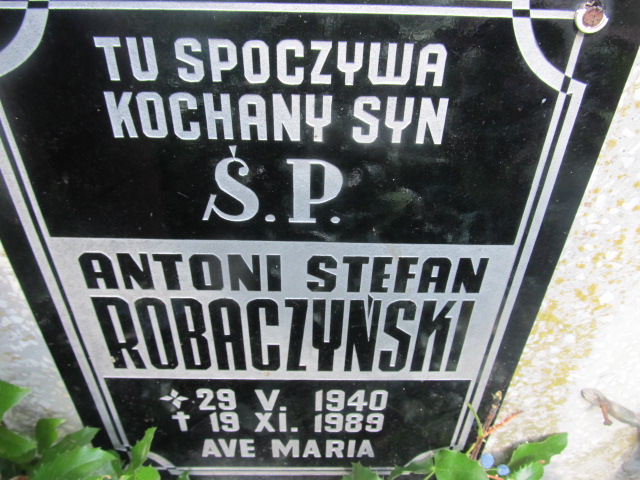 TU SPOCZYWA
KOCHANY SYN
Ś.P.
ANTONI STEFAN
ROBACZYŃSKI
✲ 29 V. 1940
† 19 XI. 1989
AVE MARIA